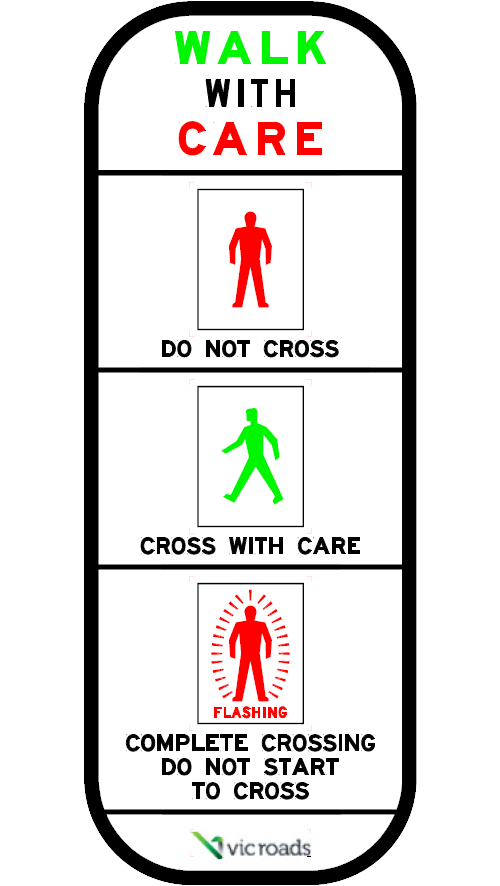 WALK
WITH
CARE
DO NOT CROSS
CROSS WITH CARE
FLASHING
COMPLETE CROSSING
DO NOT START
TO CROSS
vicroads